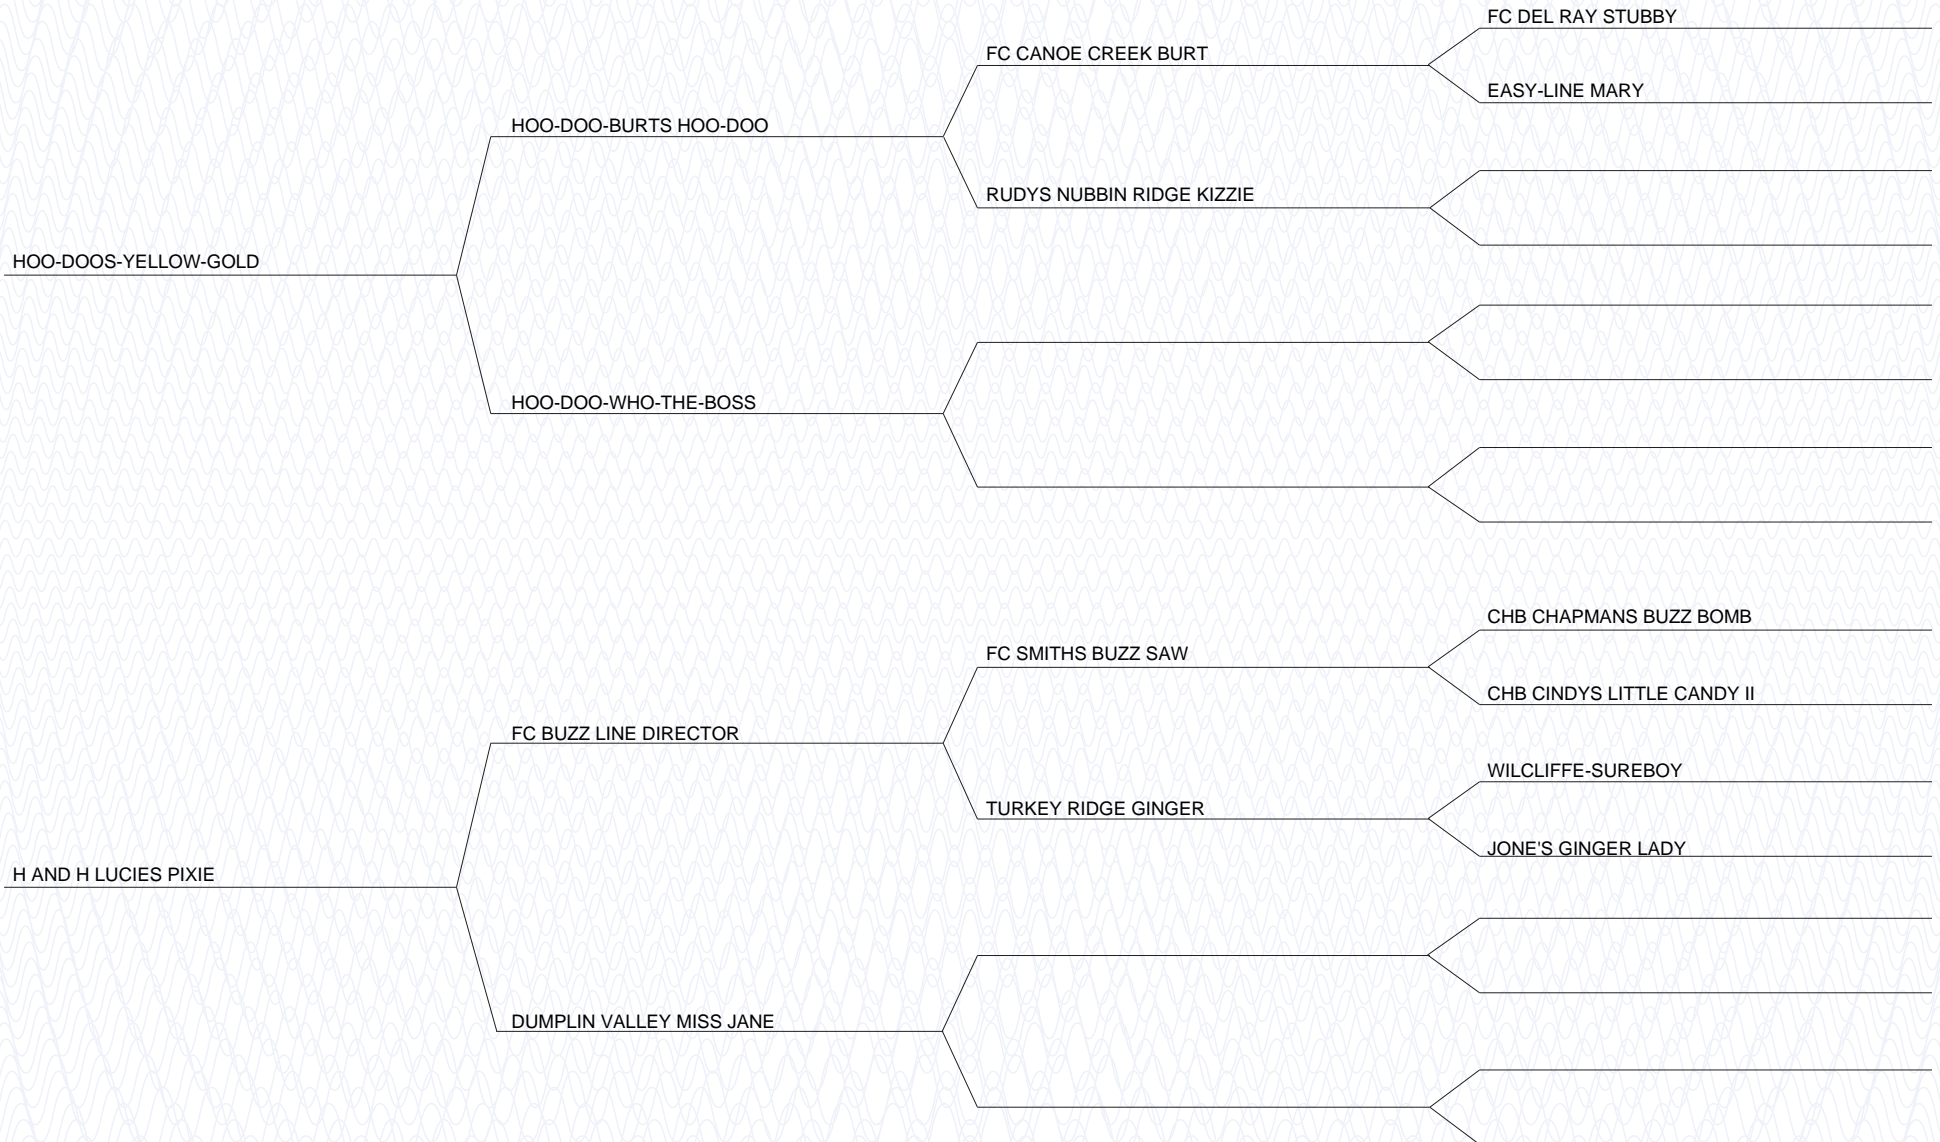 FC DEL RAY STUBBY
FC CANOE CREEK BURT
EASY-LINE MARY
HOO-DOO-BURTS HOO-DOO
RUDYS NUBBIN RIDGE KIZZIE
HOO-DOOS-YELLOW-GOLD
HOO-DOO-WHO-THE-BOSS
CHB CHAPMANS BUZZ BOMB
FC SMITHS BUZZ SAW
CHB CINDYS LITTLE CANDY II
FC BUZZ LINE DIRECTOR
WILCLIFFE-SUREBOY
TURKEY RIDGE GINGER
JONE'S GINGER LADY
H AND H LUCIES PIXIE
DUMPLIN VALLEY MISS JANE